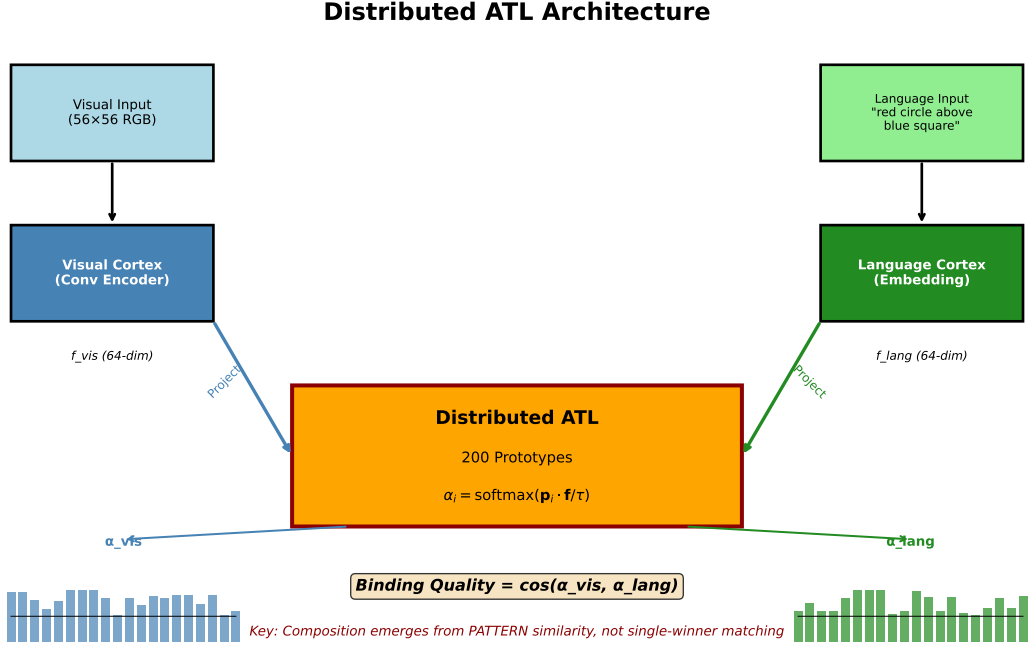 Distributed ATL Architecture
Visual Input
(56×56 RGB)
Language Input
"red circle above
blue square"
Visual Cortex
(Conv Encoder)
Language Cortex
(Embedding)
f_vis (64-dim)
f_lang (64-dim)
Project
Project
Distributed ATL
200 Prototypes
α_i = softmax(p_i · f/τ)
α_vis
α_lang
Binding Quality = cos(α_vis, α_lang)
Key: Composition emerges from PATTERN similarity, not single-winner matching